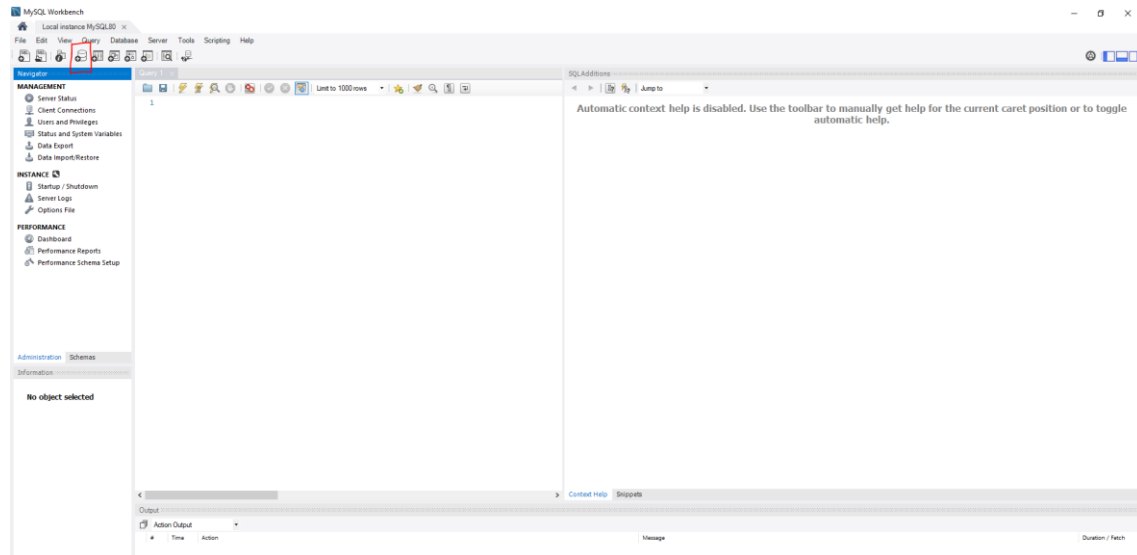 MySQL Workbench
Local instance MySQL80 ×
File Edit View Query Database Server Tools Scripting Help
Navigator
MANAGEMENT
Server Status
Client Connections
Users and Privileges
Status and System Variables
Data Export
Data Import/Restore
INSTANCE
Startup / Shutdown
Server Logs
Options File
PERFORMANCE
Dashboard
Performance Reports
Performance Schema Setup
Administration Schemas
Information
No object selected
Query 1 ×
Limit to 1000 rows
1
SQLAdditions
Jump to
Automatic context help is disabled. Use the toolbar to manually get help for the current caret position or to toggle
automatic help.
Context Help Snippets
Output
Action Output
# Time Action Message Duration / Fetch